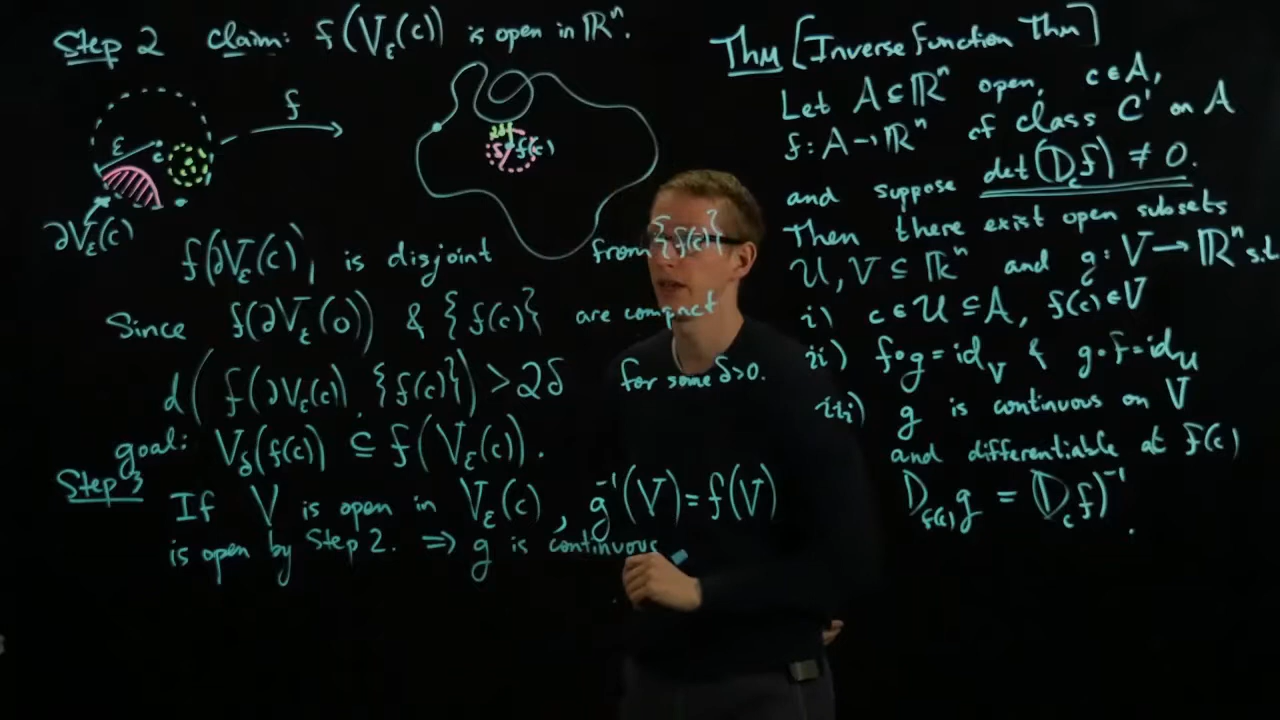 Step 2 Claim: f(V_ε(c)) is open in ℝⁿ.
f
ε
c
2δ
δ
f(c)
∂V_ε(c)
f(∂V_ε(c)) is disjoint from {f(c)}
Since f(∂V_ε(0)) & {f(c)} are compact
d(f(∂V_ε(c), {f(c)}) > 2δ for some δ>0.
goal: V_δ(f(c)) ⊆ f(V_ε(c)).
Step 3
If V is open in V_ε(c), g⁻¹(V)=f(V)
is open by Step 2. ⇒ g is continuous
Thm [Inverse Function Thm]
Let A⊆ℝⁿ open, c∈A,
f: A→ℝⁿ of class C¹ on A
and suppose det(D_c f) ≠ 0.
Then there exist open subsets
U, V ⊆ ℝⁿ and g: V→ℝⁿ s.t.
i) c∈U⊆A, f(c)∈V
ii) f∘g=id_V & g∘f=id_U
iii) g is continuous on V
and differentiable at f(c)
D_f(c) g = (D_c f)⁻¹.